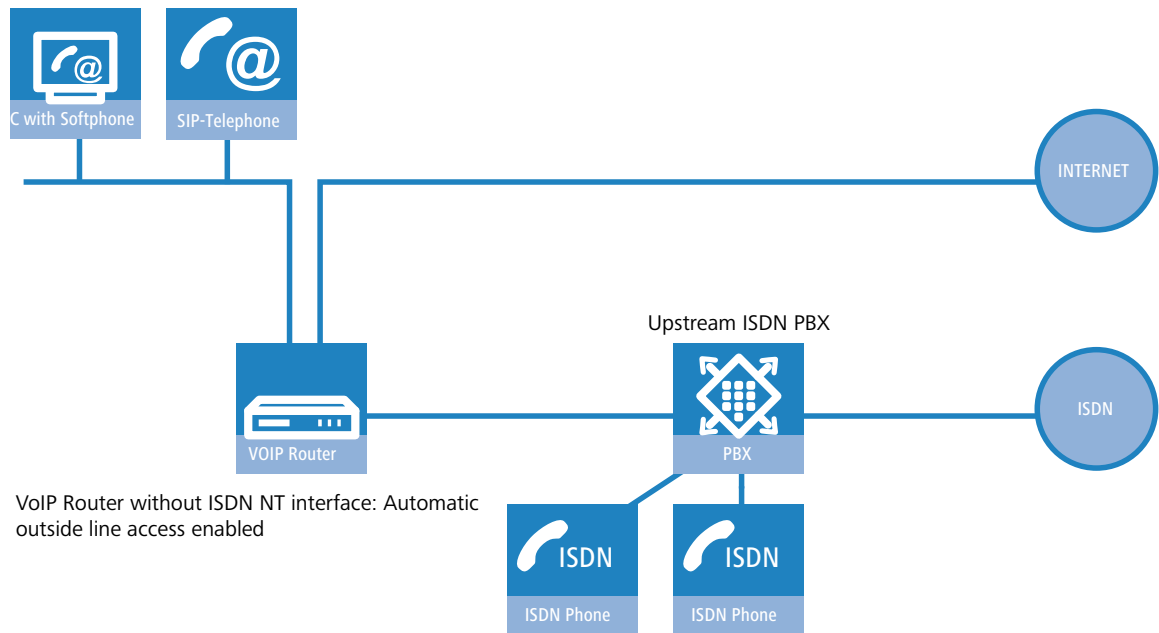 @
@
C with Softphone
SIP-Telephone
INTERNET
Upstream ISDN PBX
ISDN
VOIP Router
PBX
VoIP Router without ISDN NT interface: Automatic
outside line access enabled
ISDN
ISDN
ISDN Phone
ISDN Phone